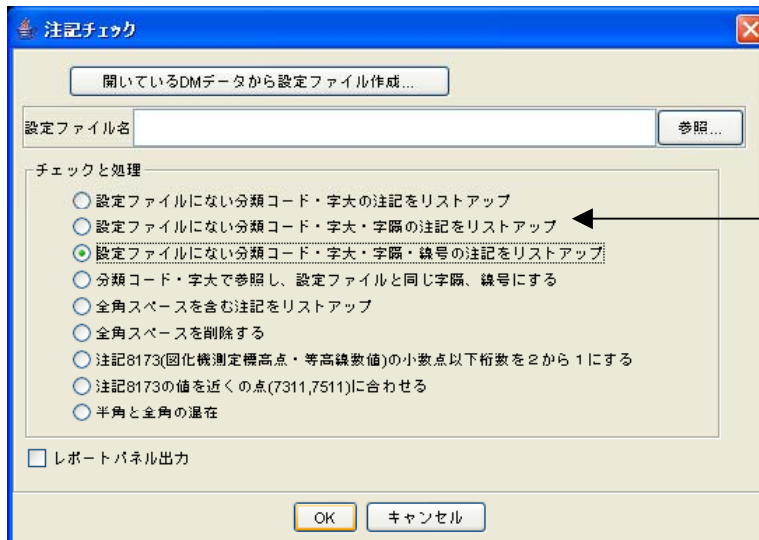 注記チェック
開いているDMデータから設定ファイル作成...
設定ファイル名
参照...
チェックと処理
設定ファイルにない分類コード・字大の注記をリストアップ
設定ファイルにない分類コード・字大・字隔の注記をリストアップ
設定ファイルにない分類コード・字大・字隔・線号の注記をリストアップ
分類コード・字大で参照し、設定ファイルと同じ字隔、線号にする
全角スペースを含む注記をリストアップ
全角スペースを削除する
注記8173(図化機測定標高点・等高線数値)の小数点以下桁数を2から1にする
注記8173の値を近くの点(7311,7511)に合わせる
半角と全角の混在
レポートパネル出力
OK
キャンセル